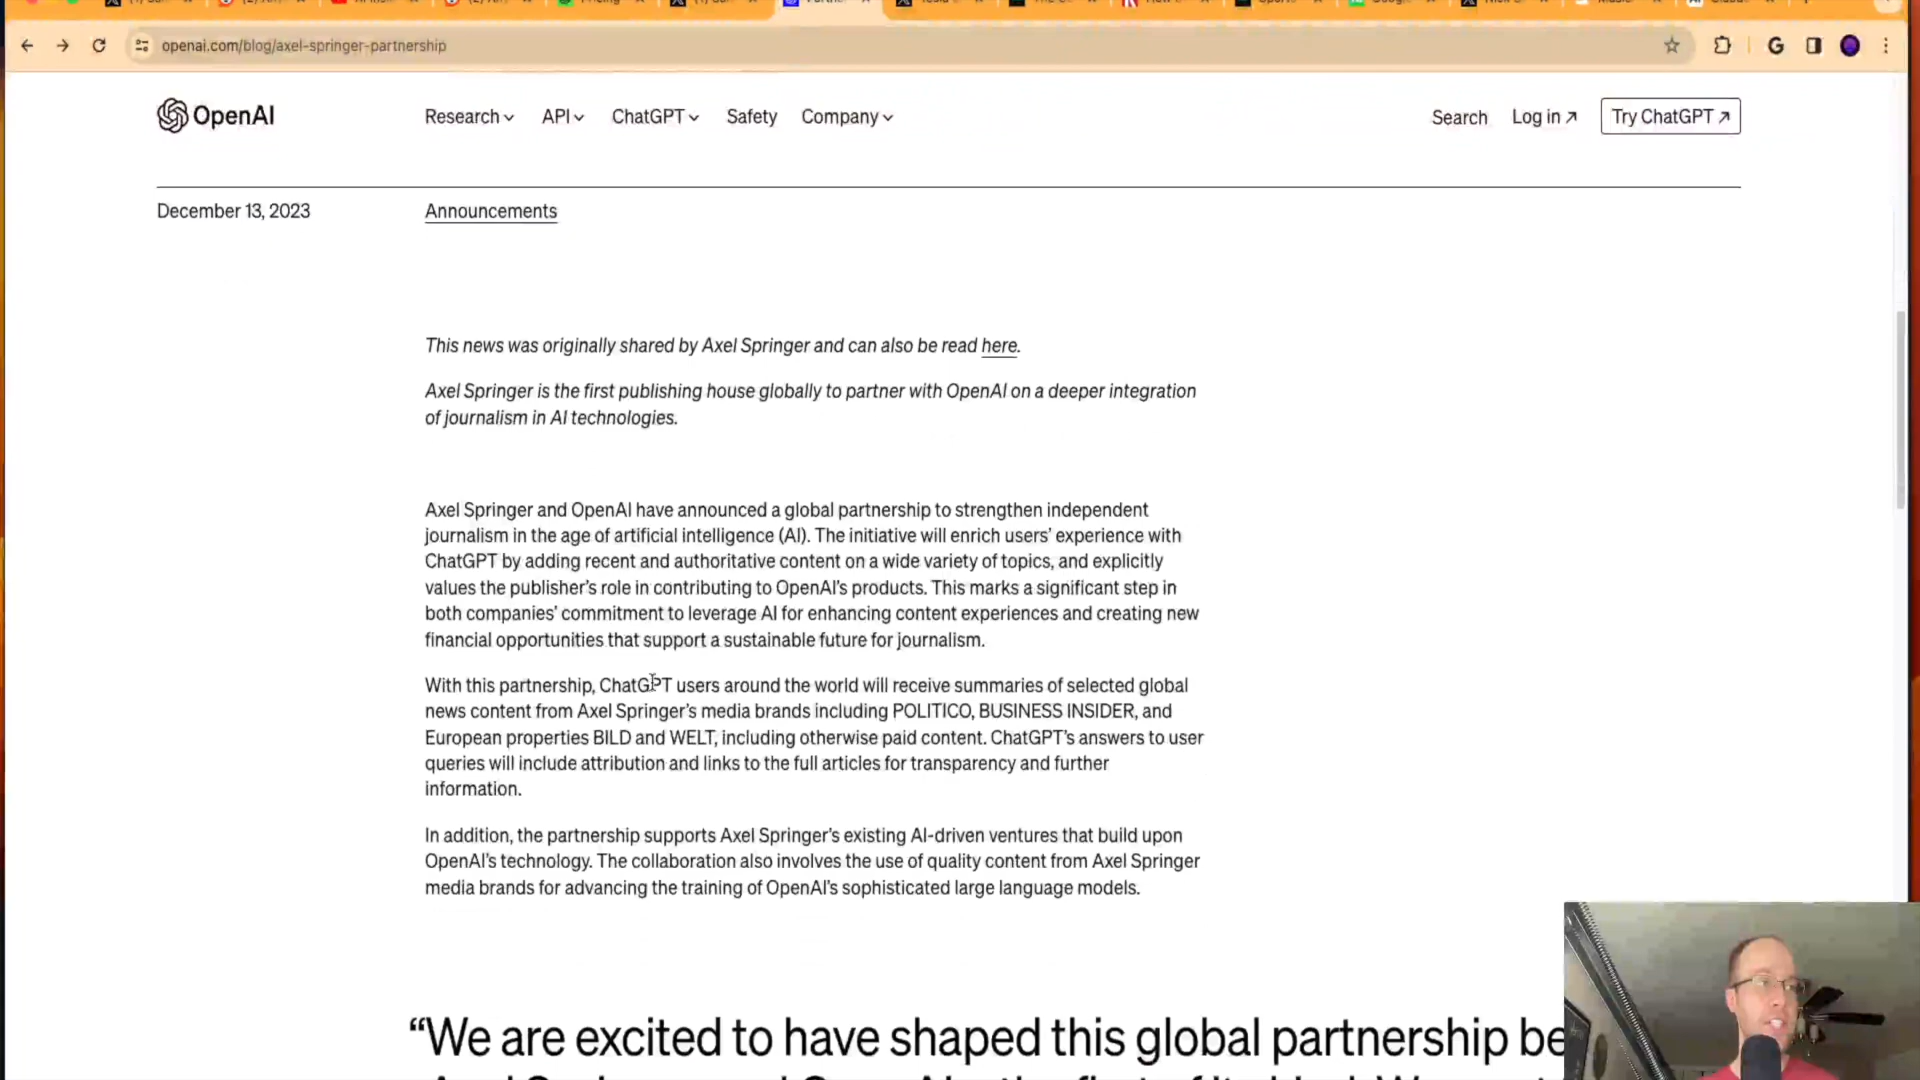 openai.com/blog/axel-springer-partnership
OpenAI
Research API ChatGPT Safety Company Search Log in Try ChatGPT
December 13, 2023 Announcements
This news was originally shared by Axel Springer and can also be read here.
Axel Springer is the first publishing house globally to partner with OpenAI on a deeper integration
of journalism in AI technologies.
Axel Springer and OpenAI have announced a global partnership to strengthen independent
journalism in the age of artificial intelligence (AI). The initiative will enrich users’ experience with
ChatGPT by adding recent and authoritative content on a wide variety of topics, and explicitly
values the publisher’s role in contributing to OpenAI’s products. This marks a significant step in
both companies’ commitment to leverage AI for enhancing content experiences and creating new
financial opportunities that support a sustainable future for journalism.
With this partnership, ChatGPT users around the world will receive summaries of selected global
news content from Axel Springer’s media brands including POLITICO, BUSINESS INSIDER, and
European properties BILD and WELT, including otherwise paid content. ChatGPT’s answers to user
queries will include attribution and links to the full articles for transparency and further
information.
In addition, the partnership supports Axel Springer’s existing AI-driven ventures that build upon
OpenAI’s technology. The collaboration also involves the use of quality content from Axel Springer
media brands for advancing the training of OpenAI’s sophisticated large language models.
“We are excited to have shaped this global partnership be